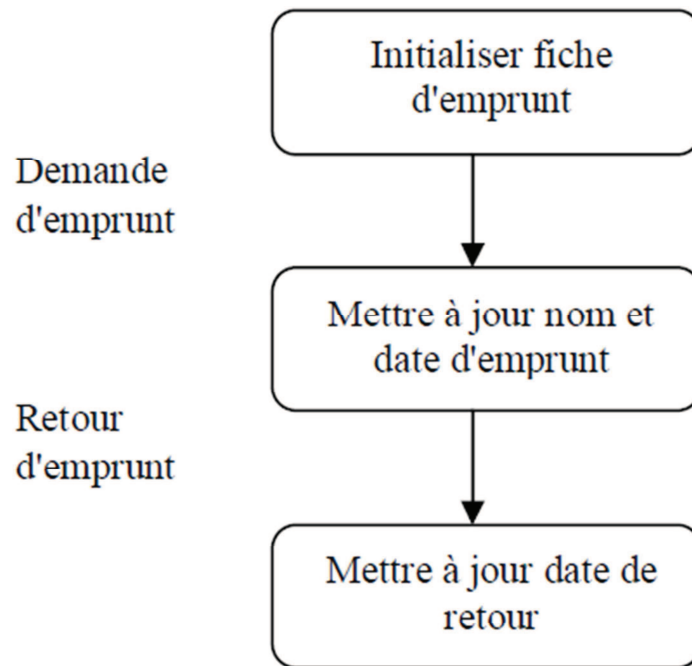 Initialiser fiche
d'emprunt
Demande
d'emprunt
Mettre à jour nom et
date d'emprunt
Retour
d'emprunt
Mettre à jour date de
retour